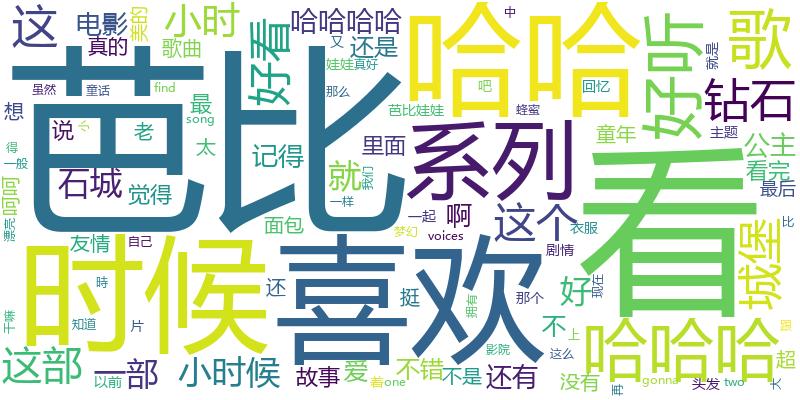 这
电影
美的
小时
哈哈哈哈
中
哈哈
好听
就是
歌
真的
歌曲
好看
又
还是
芭比
虽然
童话
find
最
娃娃
真好
那么
芭比娃娃
吧
回忆
蜂蜜
钻石
想
说
小
老
song
太
记得
里面
系列
童年
主题
公主
看完
得
一般
石城
觉得
就
我们
看
最后
呵呵
漂亮
友情
自己
面包
一样
一起
啊
这个
衣服
梦幻
voices
剧情
比
城堡
时候
時
喜欢
还
挺
拥有
那个
好
现在
不
上
哈哈哈
干嘛
知道
片
影院
这么
超
这部
以前
一部
小时候
故事
爱
着
one
不错
不是
还有
没有
再
gonna
头发
two
天